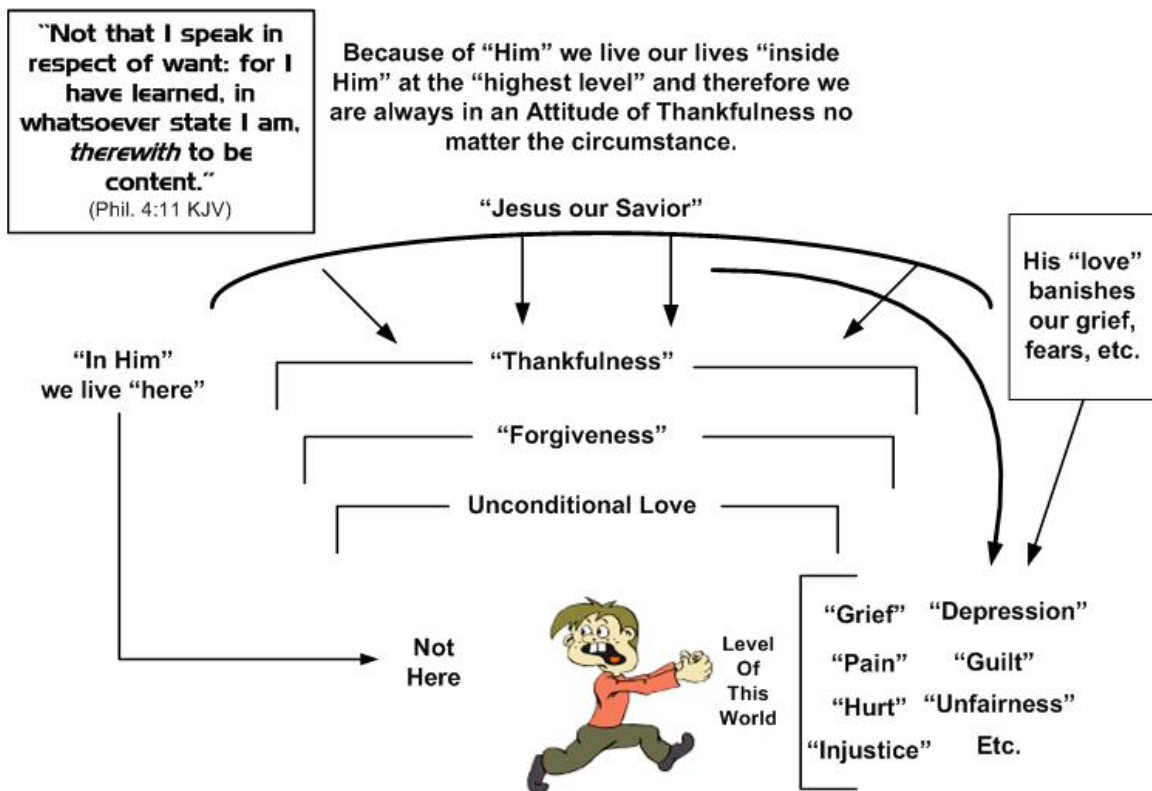 “Not that I speak in
respect of want: for I
have learned, in
whatsoever state I am,
therewith to be
content.”
(Phil. 4:11 KJV)
Because of “Him” we live our lives “inside
Him” at the “highest level” and therefore we
are always in an Attitude of Thankfulness no
matter the circumstance.
“Jesus our Savior”
His “love”
banishes
our grief,
fears, etc.
“In Him”
we live “here”
“Thankfulness”
“Forgiveness”
Unconditional Love
Not
Here
Level
Of
This
World
“Grief” “Depression”
“Pain” “Guilt”
“Hurt” “Unfairness”
“Injustice” Etc.